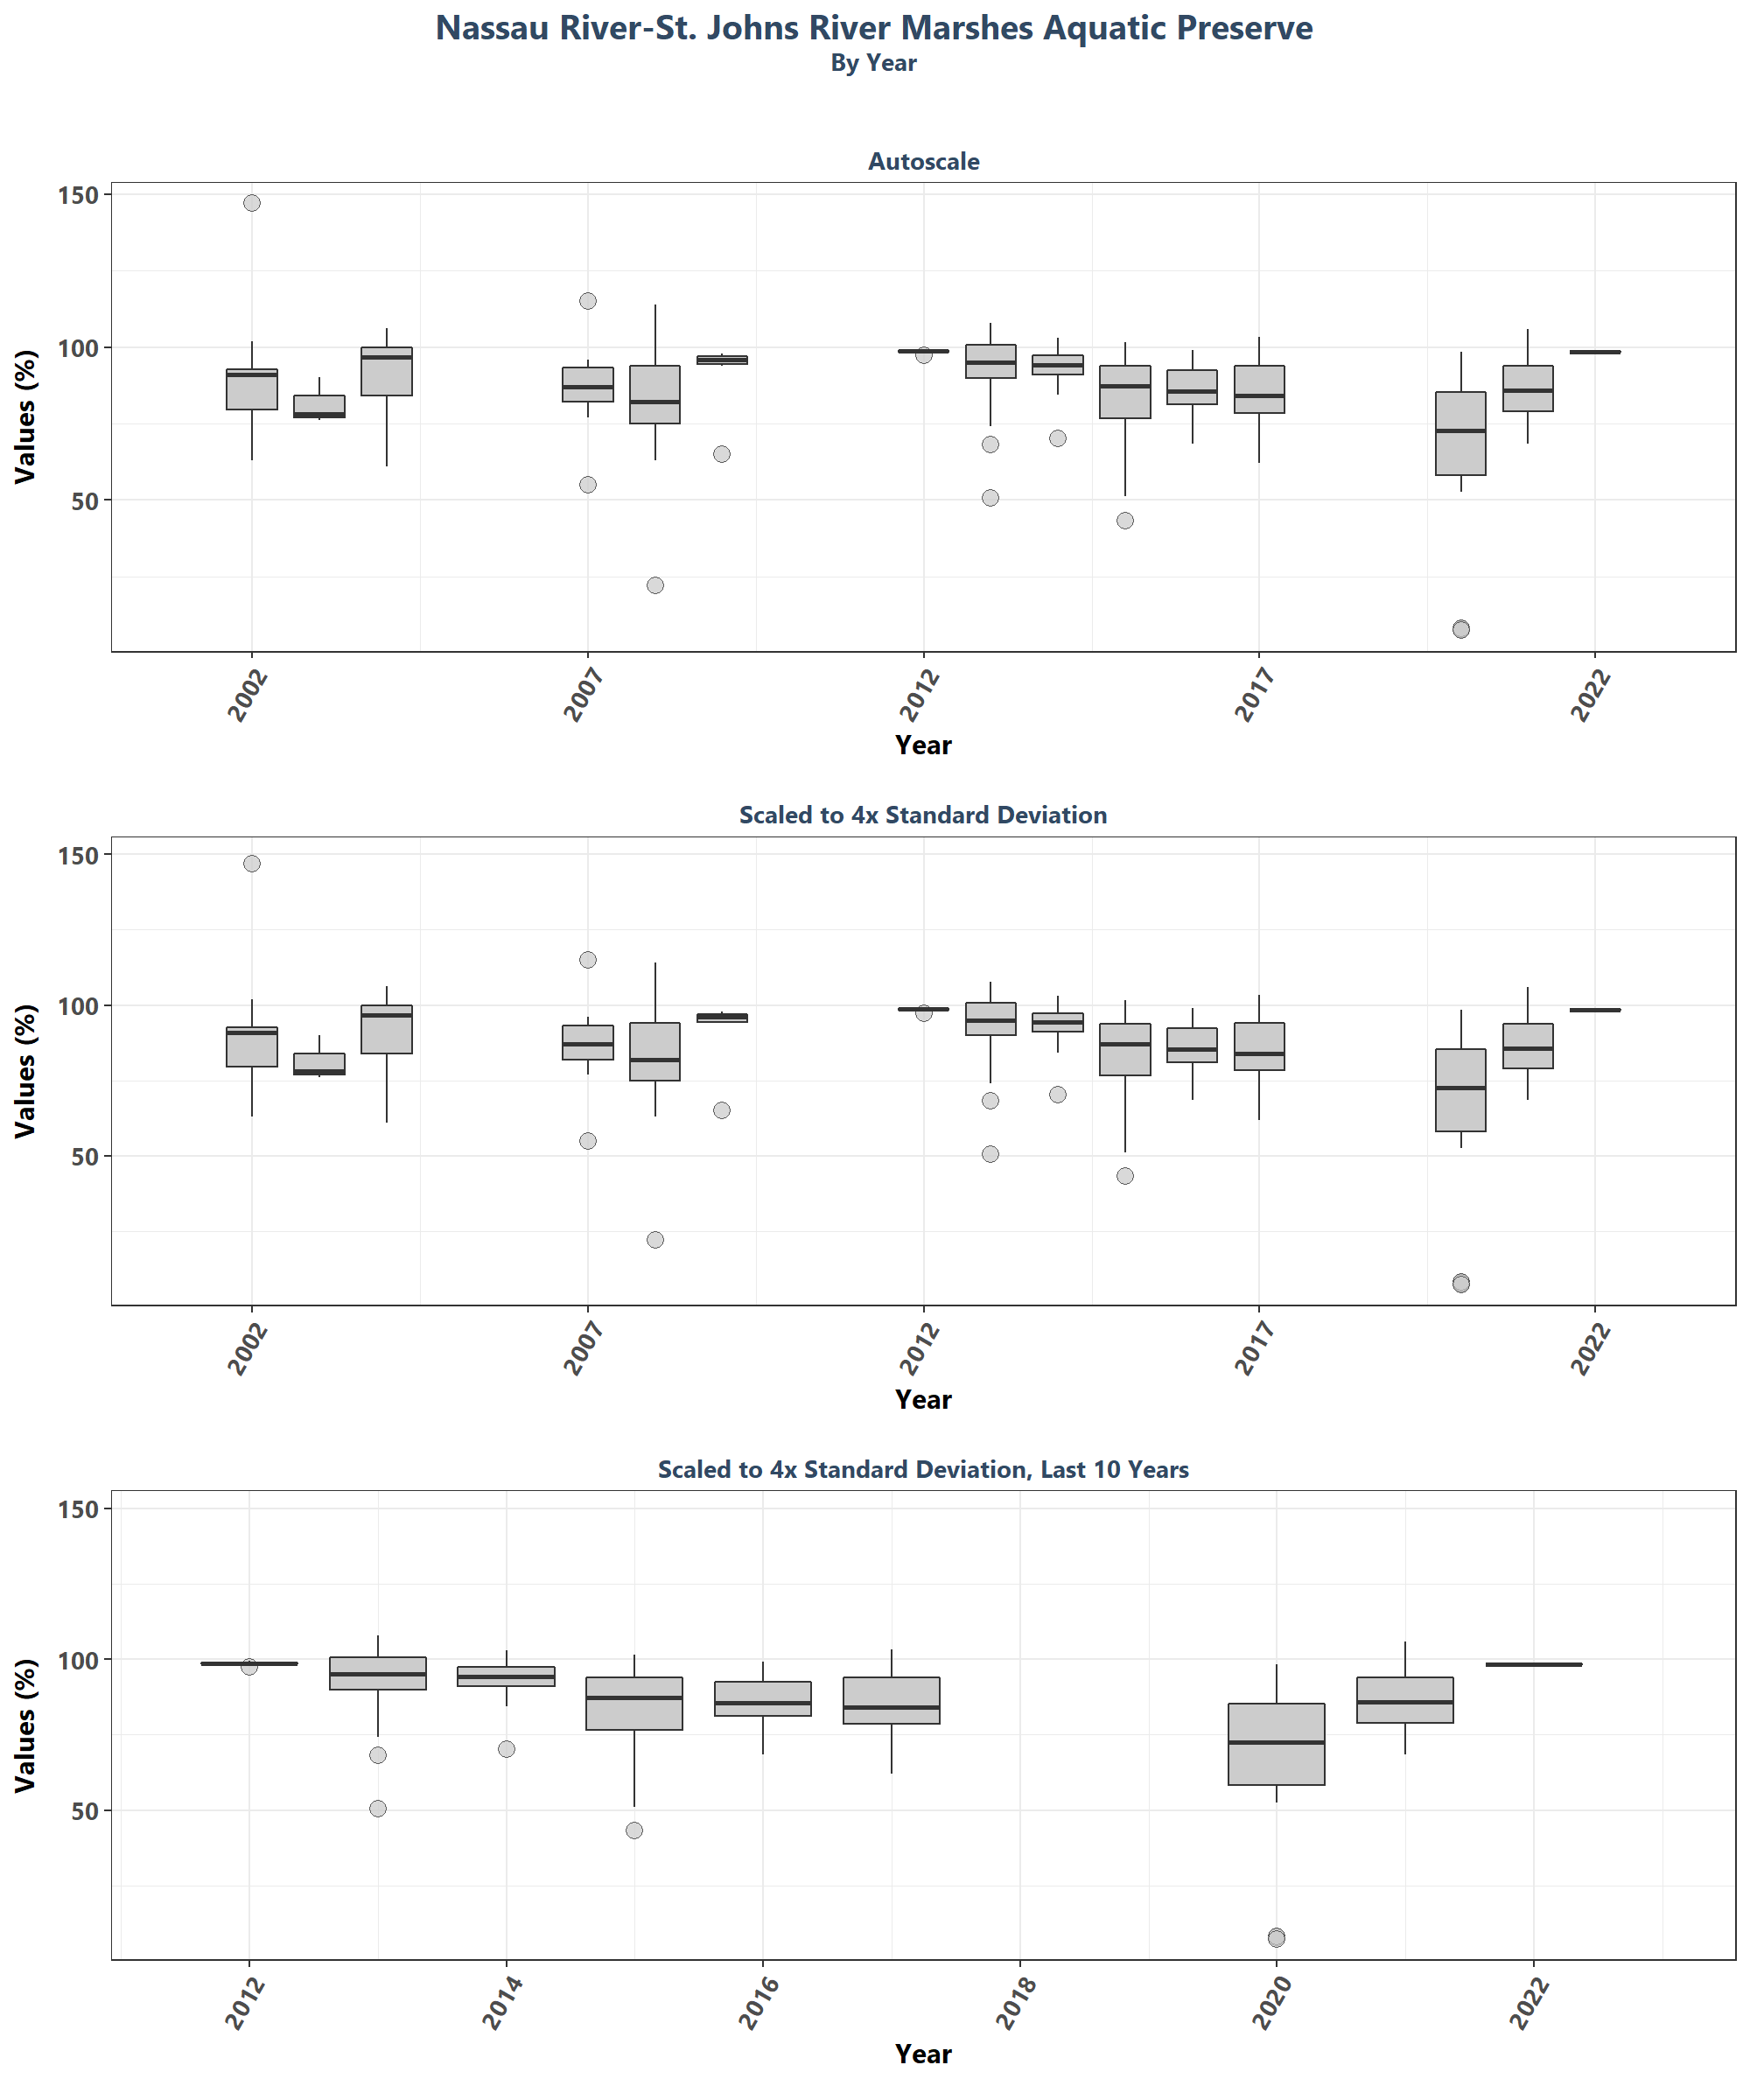 Nassau River-St. Johns River Marshes Aquatic Preserve
By Year
Autoscale
150
100
50
Values (%)
2002 2007 2012 2017 2022
Year
Scaled to 4x Standard Deviation
150
100
50
Values (%)
2002 2007 2012 2017 2022
Year
Scaled to 4x Standard Deviation, Last 10 Years
150
100
50
Values (%)
2012 2014 2016 2018 2020 2022
Year